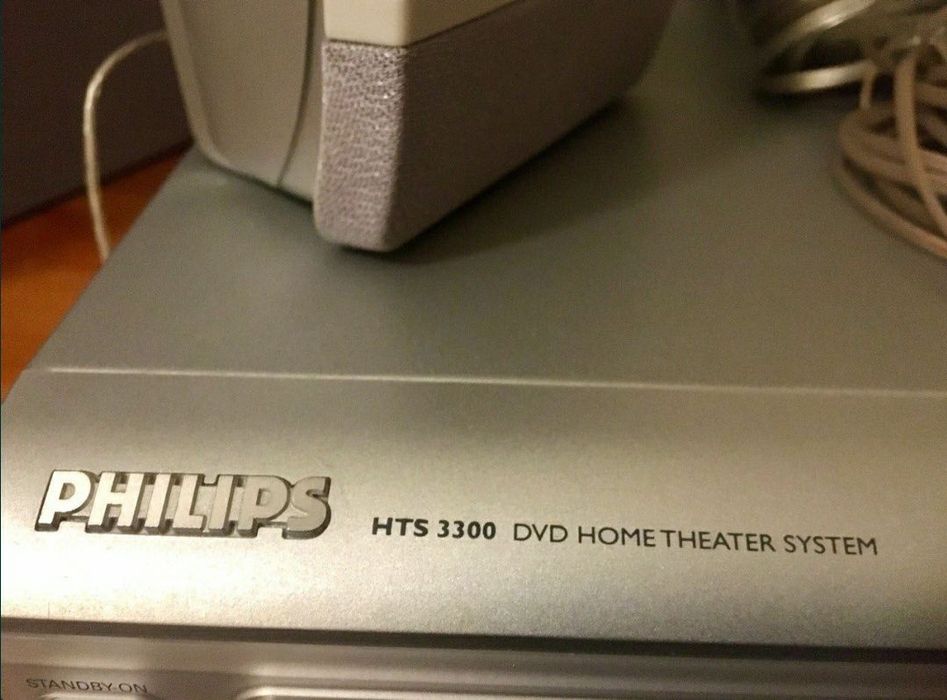 PHILIPS HTS 3300 DVD HOME THEATER SYSTEM
STANDBY-ON